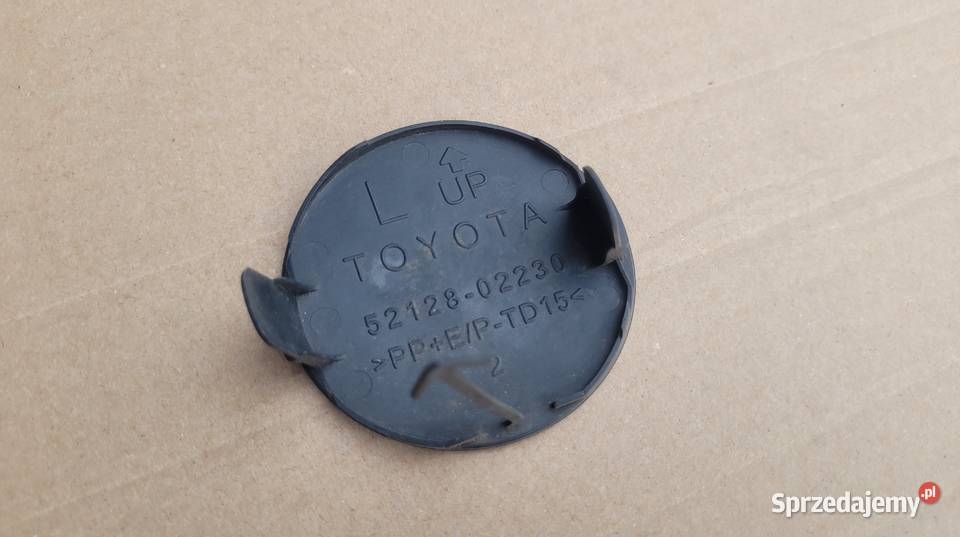 L UP
TOYOTA
52128-02230
>PP+E/P-TD15<
2
Sprzedajemy.pl